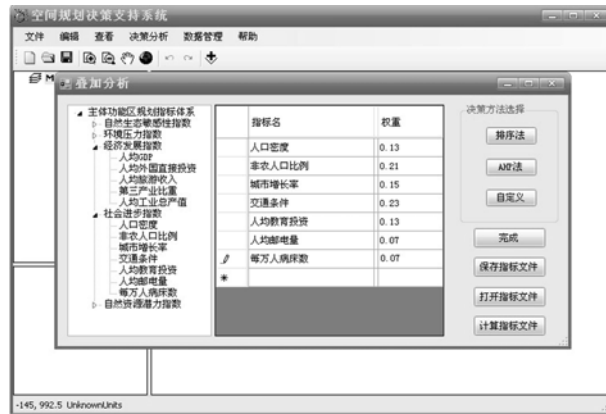 空间规划决策支持系统
文件 编辑 查看 决策分析 数据管理 帮助
M
叠加分析
主体功能区规划指标体系
自然生态敏感性指数
环境压力指数
经济发展指数
人均GDP
人均外国直接投资
人均旅游收入
第三产业比重
人均工业总产值
社会进步指数
人口密度
非农人口比例
城市增长率
交通条件
人均教育投资
人均邮电量
每万人病床数
自然资源潜力指数
指标名 权重
人口密度 0.13
非农人口比例 0.21
城市增长率 0.15
交通条件 0.23
人均教育投资 0.13
人均邮电量 0.07
每万人病床数 0.07
决策方法选择
排序法
AHP法
自定义
完成
保存指标文件
打开指标文件
计算指标文件
-145, 992.5 UnknownUnits